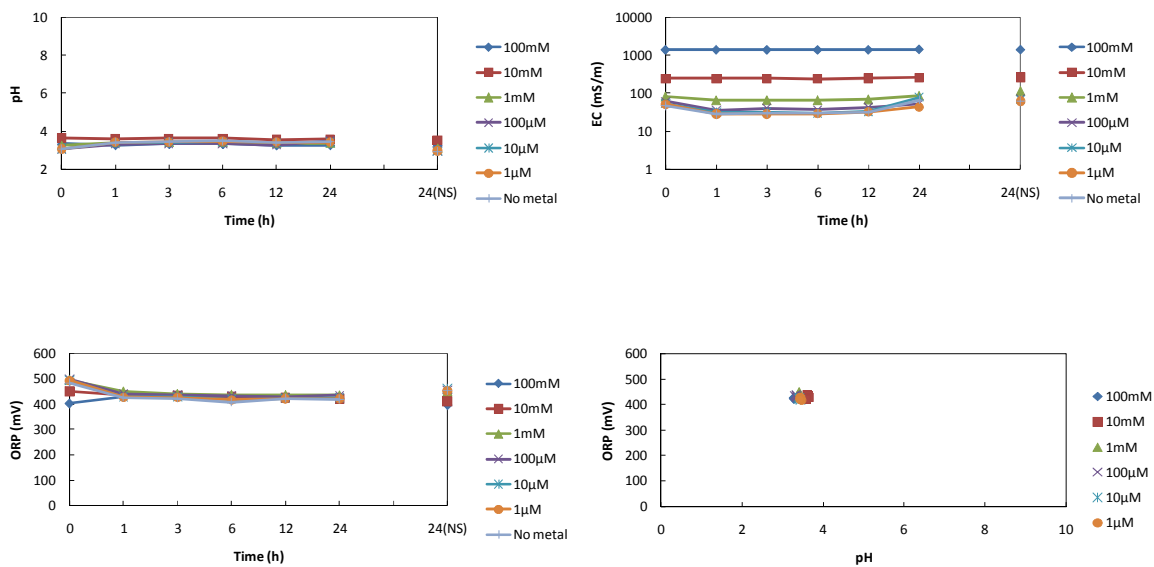 10
8
6
4
2
pH
0
1
3
6
12
24
24(NS)
Time (h)
100mM
10mM
1mM
100μM
10μM
1μM
No metal
10000
1000
100
10
1
EC (mS/m)
0
1
3
6
12
24
24(NS)
Time (h)
100mM
10mM
1mM
100μM
10μM
1μM
No metal
600
500
400
300
200
100
0
ORP (mV)
0
1
3
6
12
24
24(NS)
Time (h)
100mM
10mM
1mM
100μM
10μM
1μM
No metal
600
500
400
300
200
100
0
ORP (mV)
0
2
4
6
8
10
pH
100mM
10mM
1mM
100μM
10μM
1μM